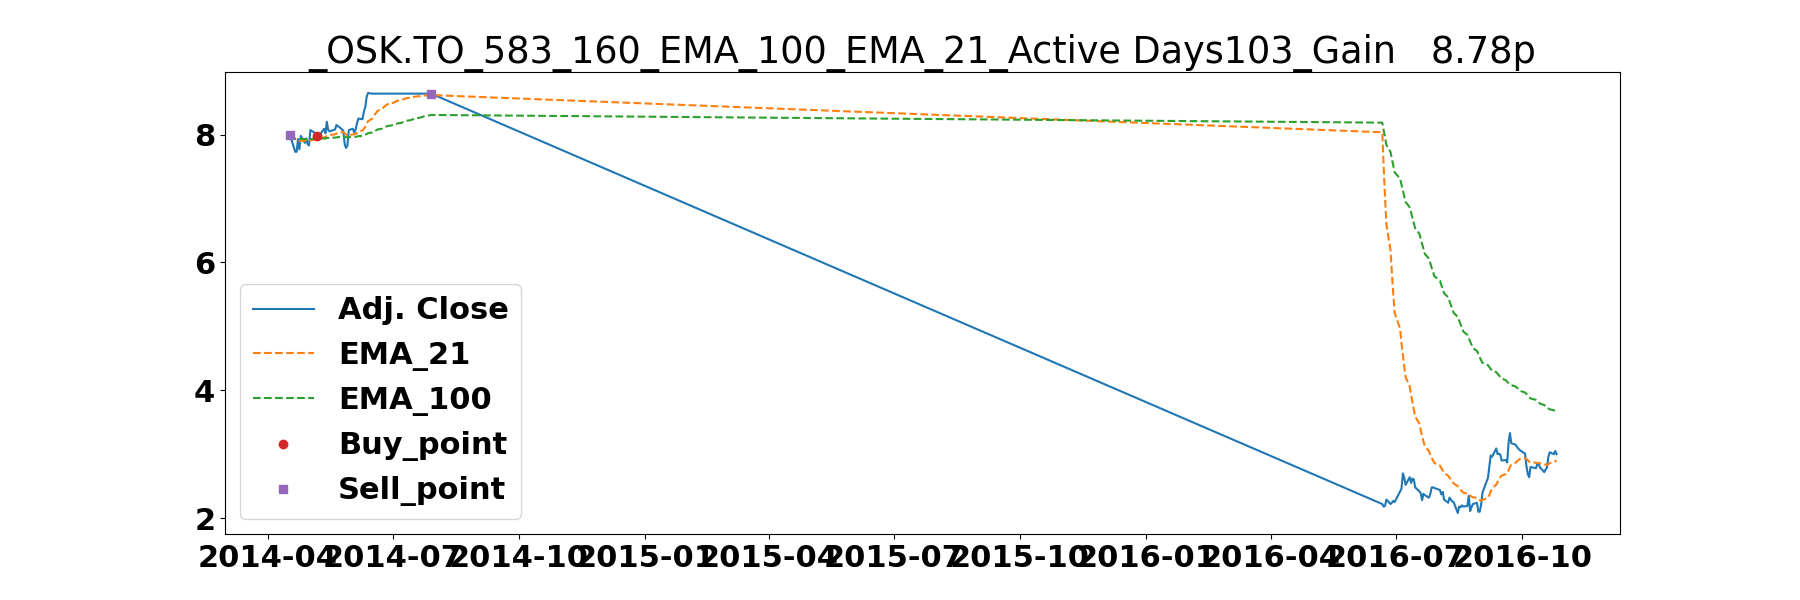 _OSK.TO_583_160_EMA_100_EMA_21_Active Days103_Gain   8.78p
8
6
4
2
Adj. Close
EMA_21
EMA_100
Buy_point
Sell_point
2014-04 2014-07 2014-10 2015-01 2015-04 2015-07 2015-10 2016-01 2016-04 2016-07 2016-10